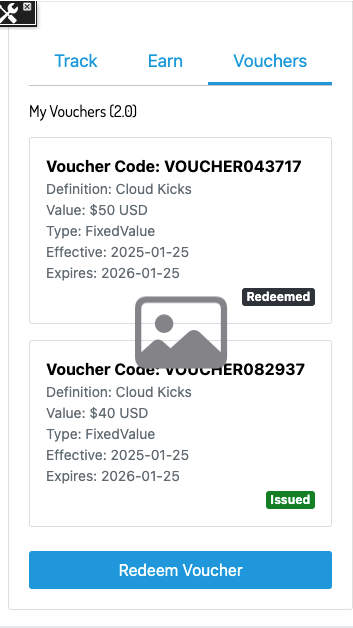 Track Earn Vouchers
My Vouchers (2.0)
Voucher Code: VOUCHER043717
Definition: Cloud Kicks
Value: $50 USD
Type: FixedValue
Effective: 2025-01-25
Expires: 2026-01-25
Redeemed
Voucher Code: VOUCHER082937
Definition: Cloud Kicks
Value: $40 USD
Type: FixedValue
Effective: 2025-01-25
Expires: 2026-01-25
Issued
Redeem Voucher